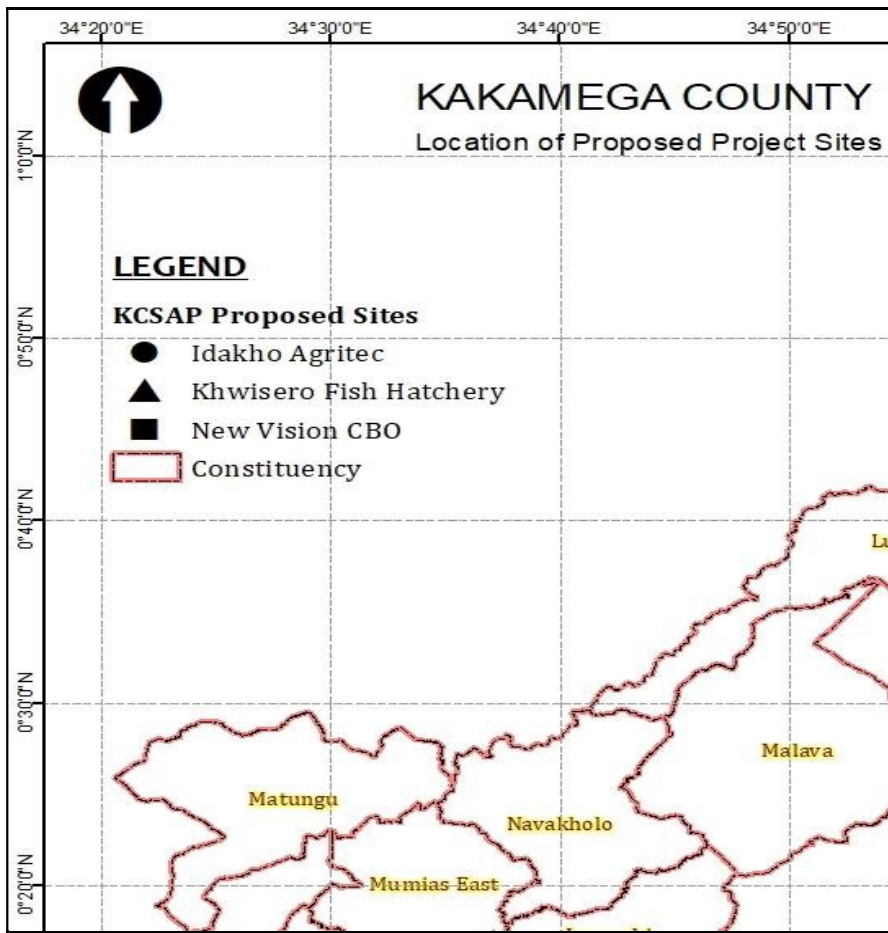 34°20'0"E 34°30'0"E 34°40'0"E 34°50'0"E
KAKAMEGA COUNTY
Location of Proposed Project Sites
1°0'0"N
LEGEND
KCSAP Proposed Sites
0°50'0"N
Idakho Agritec
Khwisero Fish Hatchery
New Vision CBO
Constituency
0°40'0"N
0°30'0"N
Malava
Matungu
Navakholo
0°20'0"N
Mumias East